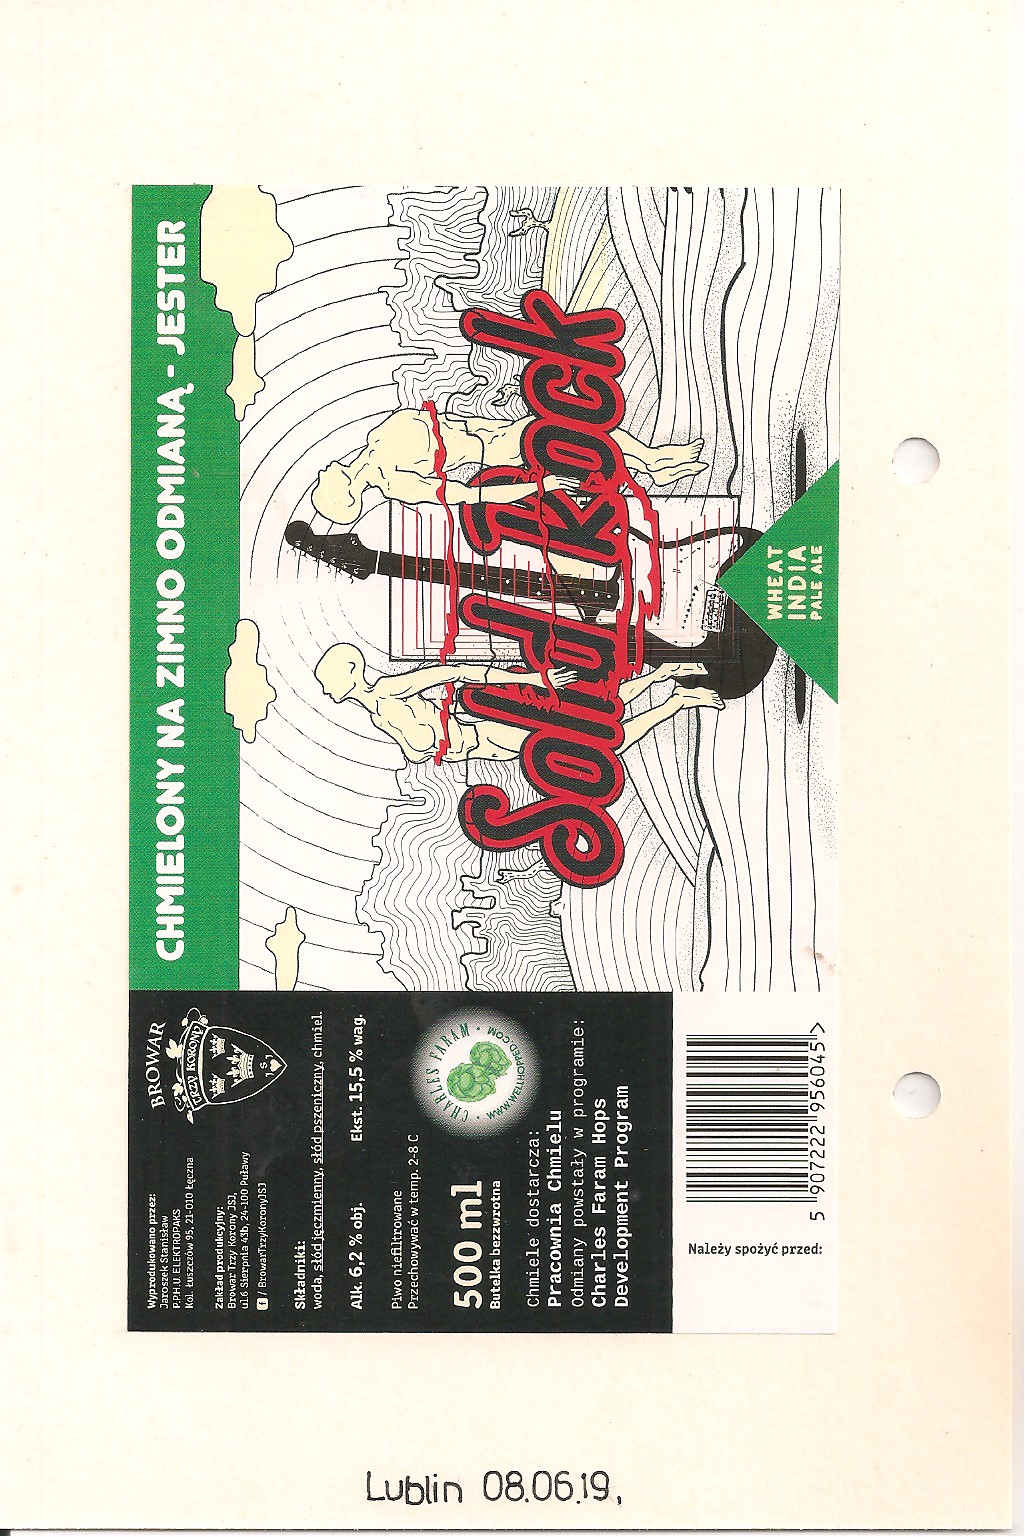 CHMIELONY NA ZIMNO ODMIANĄ - JESTER
Solid Rock
WHEAT
INDIA
PALE ALE
BROWAR
TRZY KORONY
JSJ
Wyprodukowano przez:
Jaroszek Stanisław
P.P.H.U. ELEKTROPAKS
Kol. Łuszczów 95, 21-010 Łęczna
Zakład produkcyjny:
Browar Trzy Korony JSJ,
ul.6 Sierpnia 43b, 24-100 Puławy
f / BrowarTrzyKoronyJSJ
Składniki:
woda, słód jęczmienny, słód pszeniczny, chmiel.
Alk. 6,2 % obj. Ekst. 15,5 % wag.
Piwo niefiltrowane
Przechowywać w temp. 2-8 C
500 ml
Butelka bezzwrotna
• CHARLES FARAM •
WWW.WELLHOPPED.COM
Chmiele dostarcza:
Pracownia Chmielu
Odmiany powstały w programie:
Charles Faram Hops
Development Program
Należy spożyć przed:
5 907222 956045 >
Lublin 08.06.19,